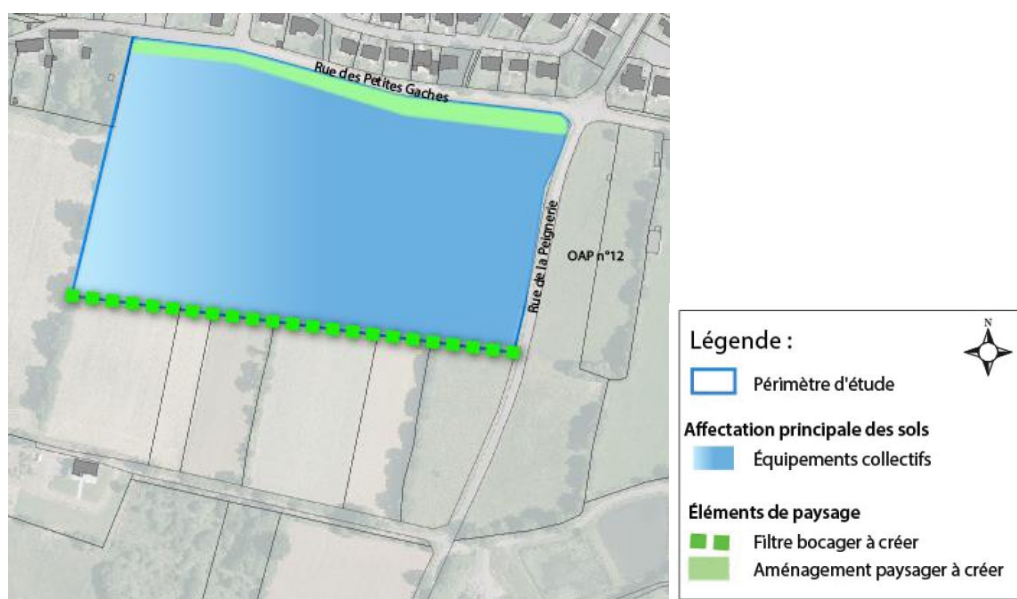 Rue des Petites Gaches
Rue de la Peignerie
OAP n°12
Légende :
N
Périmètre d'étude
Affectation principale des sols
Équipements collectifs
Éléments de paysage
Filtre bocager à créer
Aménagement paysager à créer